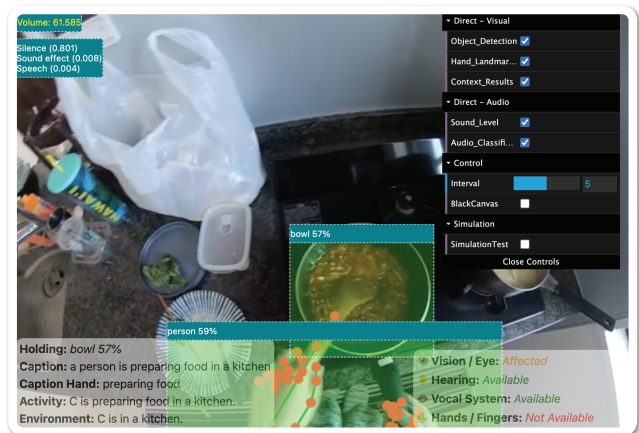 Volume: 61.585
Silence (0.801)
Sound effect (0.008)
Speech (0.004)
Direct - Visual
Object_Detection
Hand_Landmar...
Context_Results
Direct - Audio
Sound_Level
Audio_Classifi...
Control
Interval 5
BlackCanvas
Simulation
SimulationTest
Close Controls
HAWAI'I
bowl 57%
person 59%
Holding: bowl 57%
Caption: a person is preparing food in a kitchen
Caption Hand: preparing food
Activity: C is preparing food in a kitchen.
Environment: C is in a kitchen.
Vision / Eye: Affected
Hearing: Available
Vocal System: Available
Hands / Fingers: Not Available